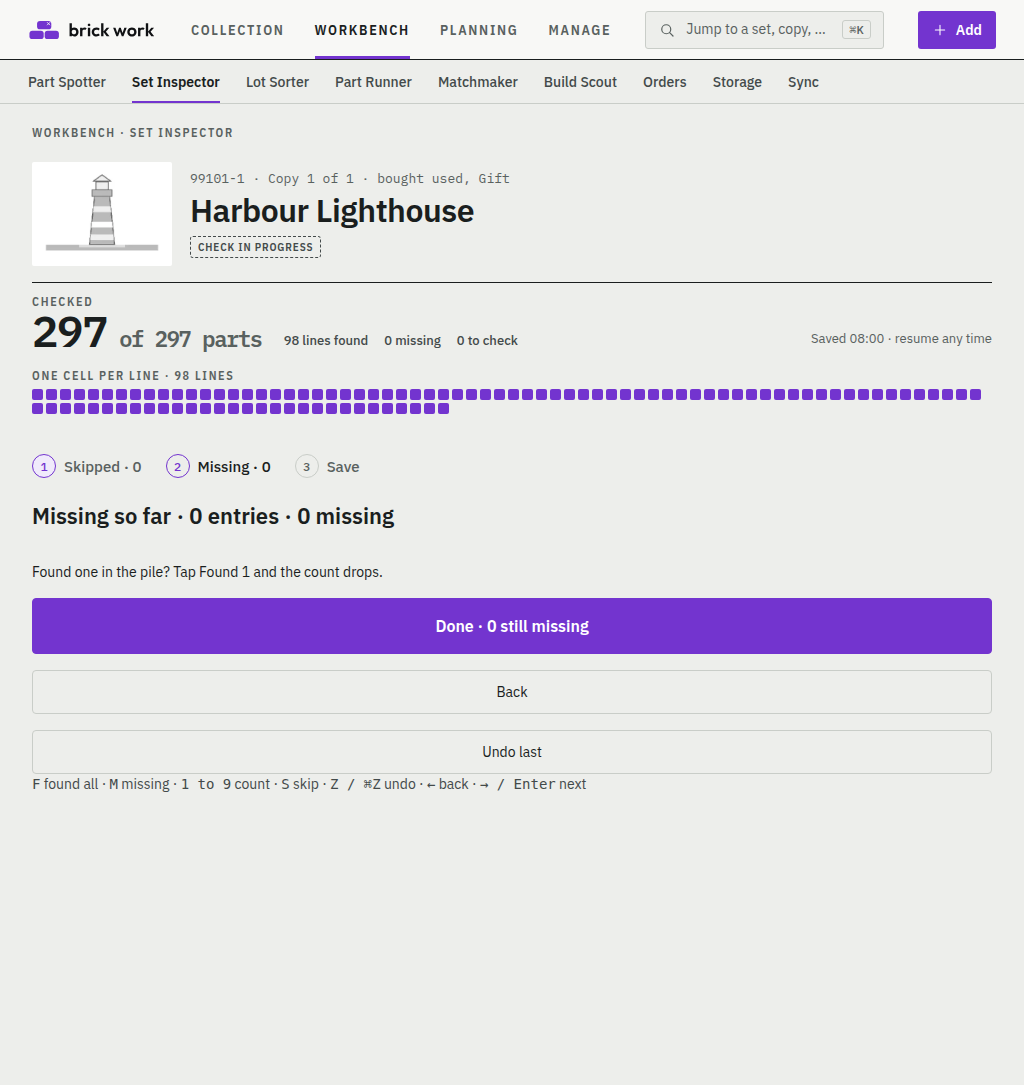 brick work
COLLECTION
WORKBENCH
PLANNING
MANAGE
Jump to a set, copy, ...
⌘K
Add
Part Spotter
Set Inspector
Lot Sorter
Part Runner
Matchmaker
Build Scout
Orders
Storage
Sync
WORKBENCH · SET INSPECTOR
99101-1 · Copy 1 of 1 · bought used, Gift
Harbour Lighthouse
CHECK IN PROGRESS
CHECKED
297 of 297 parts
98 lines found 0 missing 0 to check
Saved 08:00 · resume any time
ONE CELL PER LINE · 98 LINES
1 Skipped · 0
2 Missing · 0
3 Save
Missing so far · 0 entries · 0 missing
Found one in the pile? Tap Found 1 and the count drops.
Done · 0 still missing
Back
Undo last
F found all · M missing · 1 to 9 count · S skip · Z / ⌘Z undo · ← back · → / Enter next